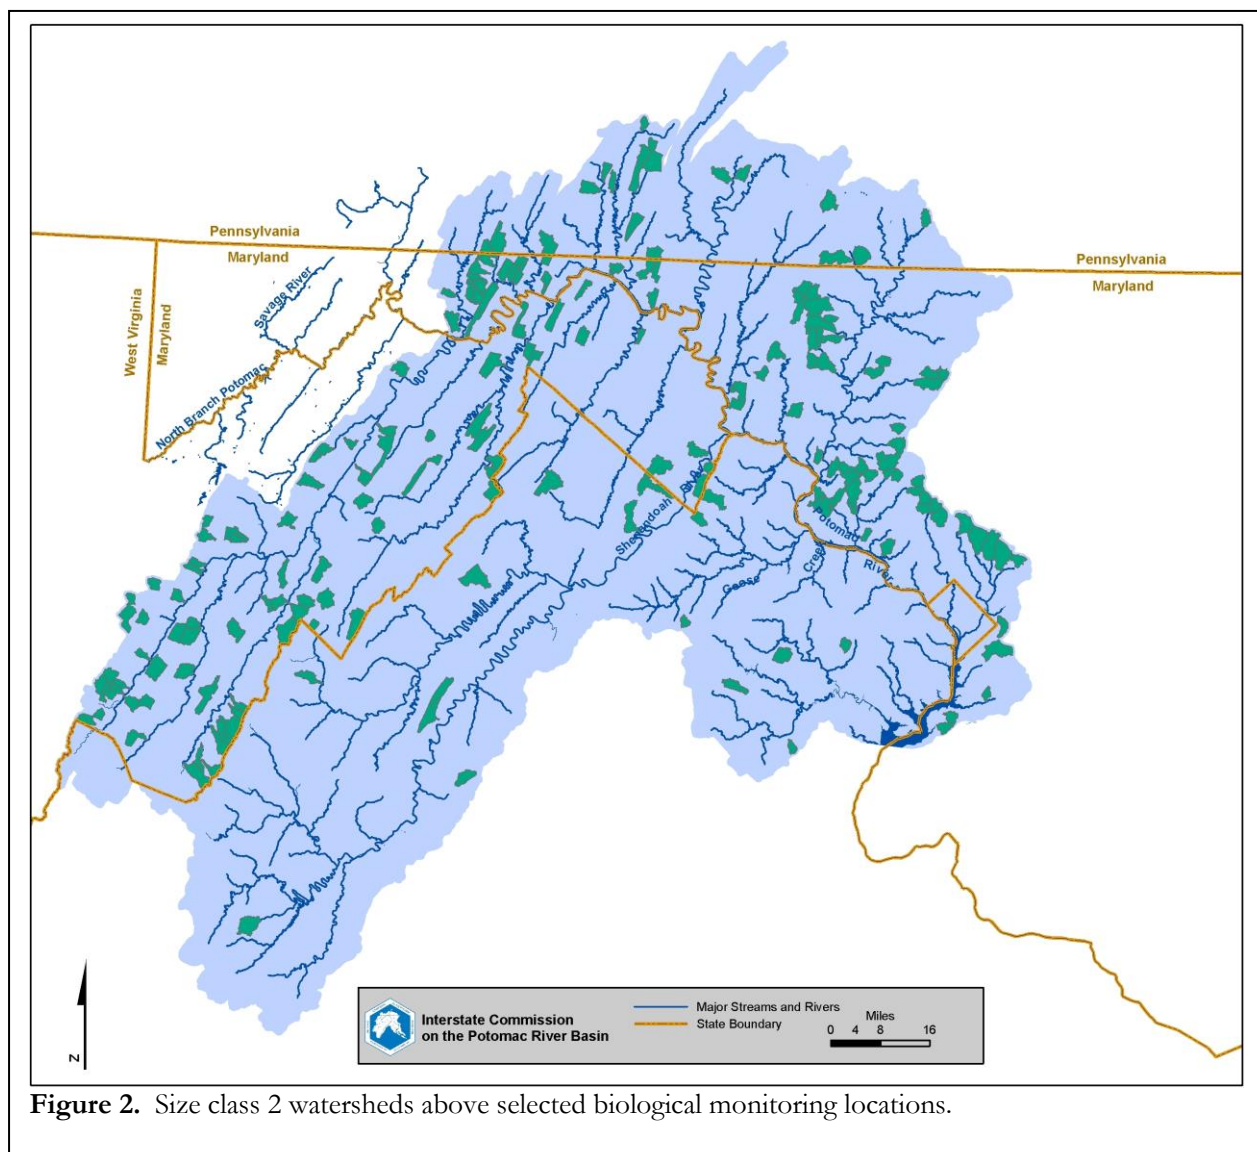 Pennsylvania
Maryland
Pennsylvania
Maryland
West Virginia
Maryland
Savage River
North Branch Potomac
Shenandoah River
Potomac
River
Goose
Creek
Interstate Commission
on the Potomac River Basin
Major Streams and Rivers
State Boundary
Miles
0 4 8 16
N
Figure 2. Size class 2 watersheds above selected biological monitoring locations.